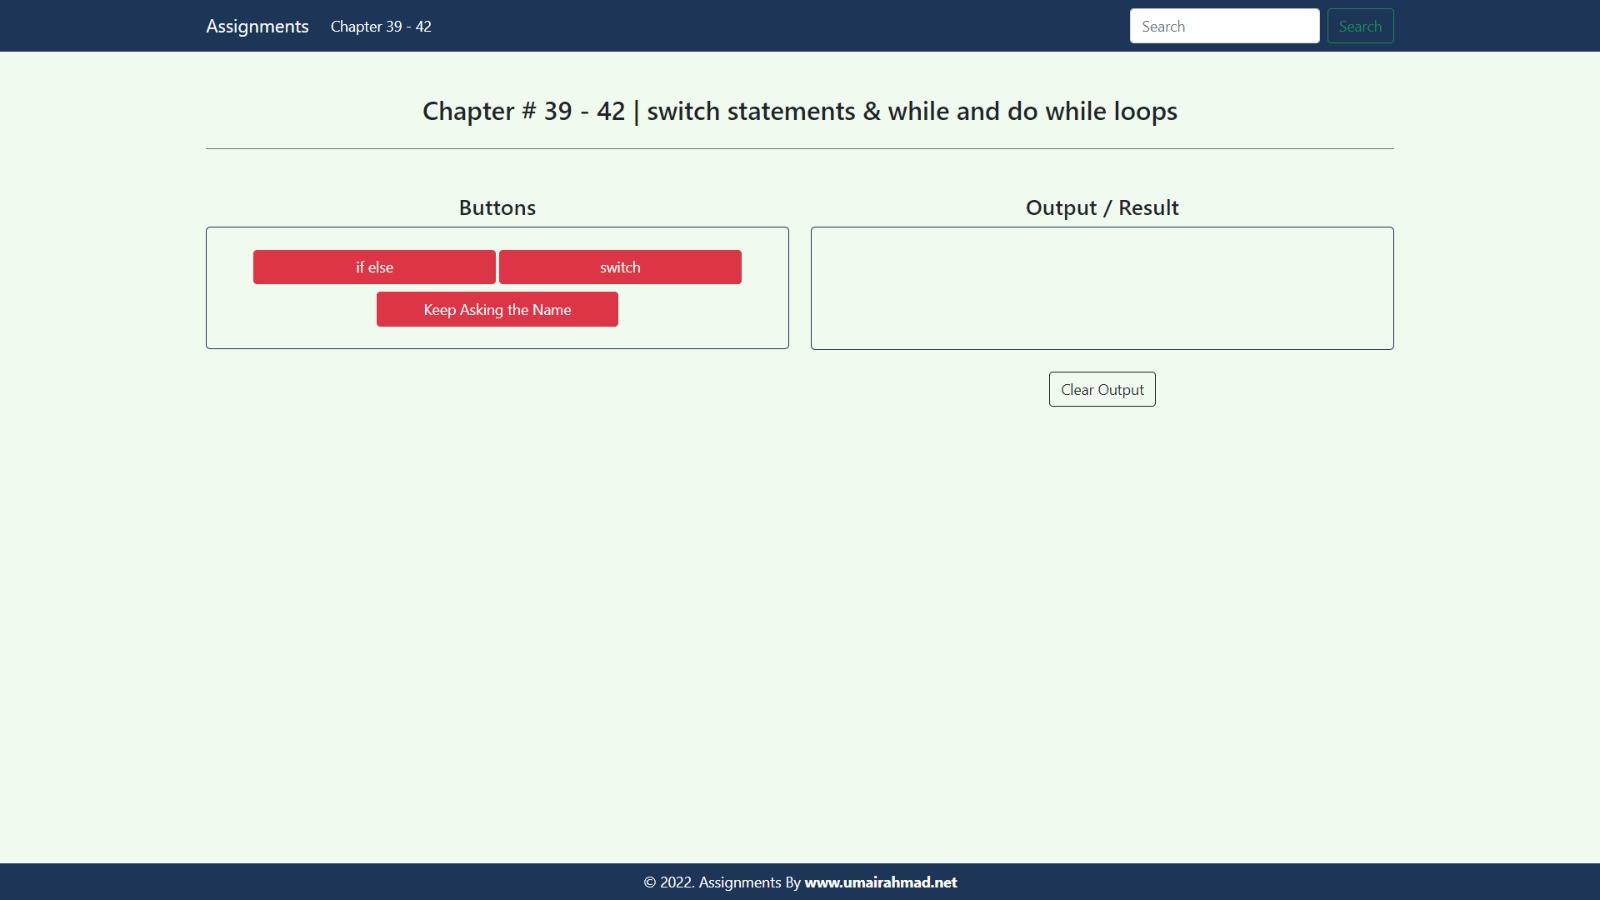 Assignments Chapter 39 - 42 Search Search
Chapter # 39 - 42 | switch statements & while and do while loops
Buttons
if else switch
Keep Asking the Name
Output / Result
Clear Output
© 2022. Assignments By www.umairahmad.net